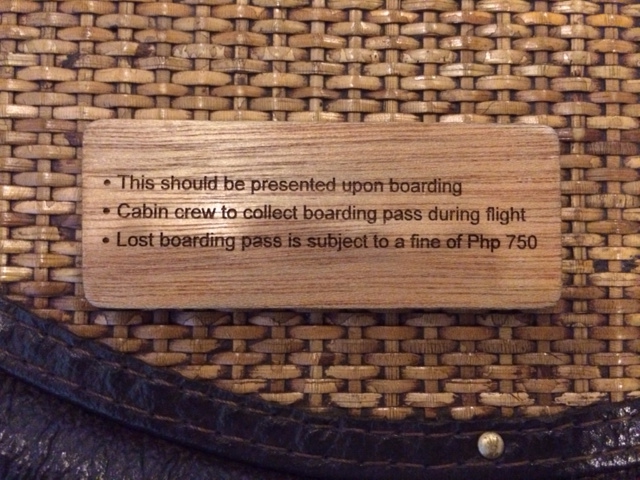 • This should be presented upon boarding
• Cabin crew to collect boarding pass during flight
• Lost boarding pass is subject to a fine of Php 750